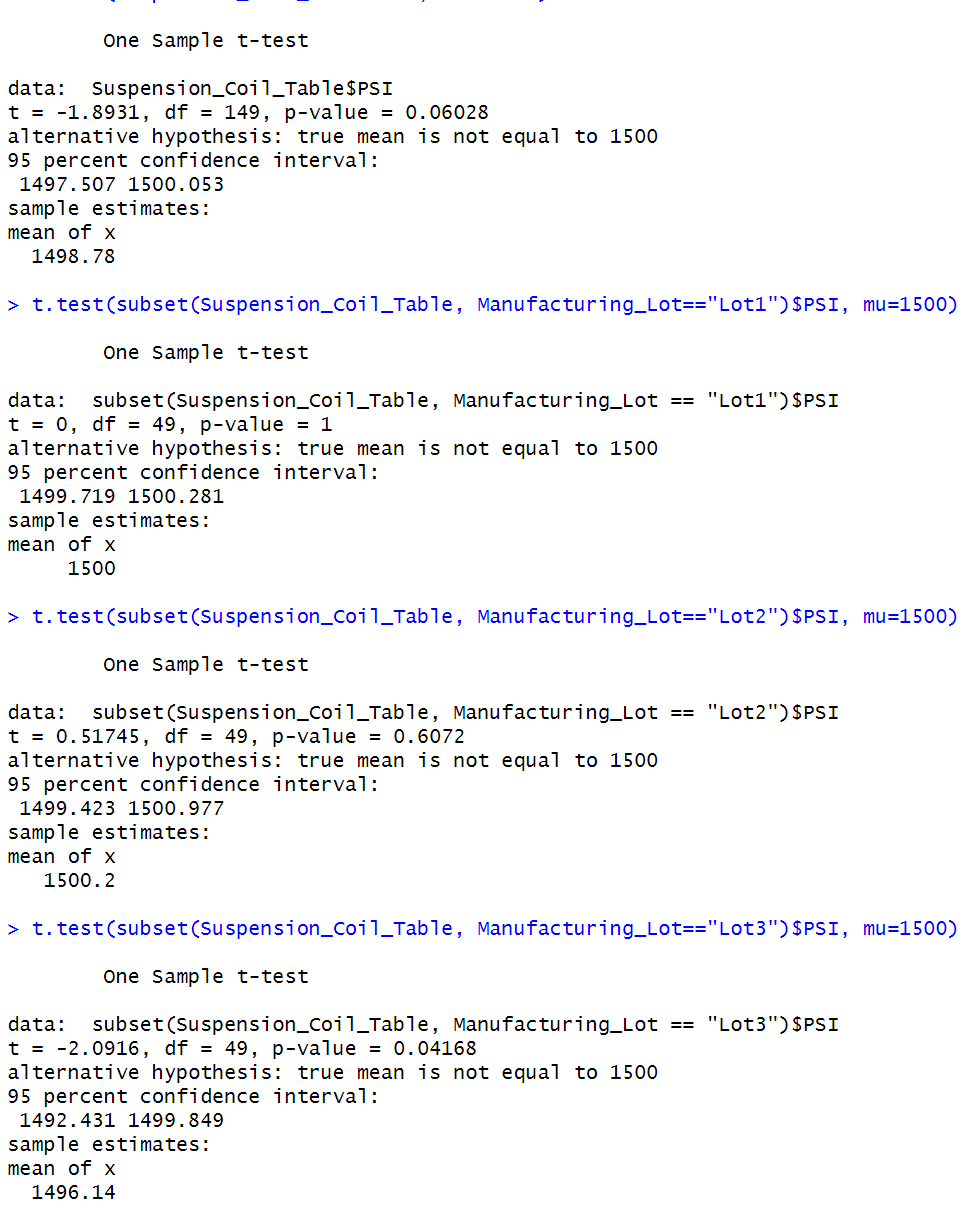 One Sample t-test
data:  Suspension_Coil_Table$PSI
t = -1.8931, df = 149, p-value = 0.06028
alternative hypothesis: true mean is not equal to 1500
95 percent confidence interval:
 1497.507 1500.053
sample estimates:
mean of x
  1498.78
> t.test(subset(Suspension_Coil_Table, Manufacturing_Lot=="Lot1")$PSI, mu=1500)
One Sample t-test
data:  subset(Suspension_Coil_Table, Manufacturing_Lot == "Lot1")$PSI
t = 0, df = 49, p-value = 1
alternative hypothesis: true mean is not equal to 1500
95 percent confidence interval:
 1499.719 1500.281
sample estimates:
mean of x
     1500
> t.test(subset(Suspension_Coil_Table, Manufacturing_Lot=="Lot2")$PSI, mu=1500)
One Sample t-test
data:  subset(Suspension_Coil_Table, Manufacturing_Lot == "Lot2")$PSI
t = 0.51745, df = 49, p-value = 0.6072
alternative hypothesis: true mean is not equal to 1500
95 percent confidence interval:
 1499.423 1500.977
sample estimates:
mean of x
   1500.2
> t.test(subset(Suspension_Coil_Table, Manufacturing_Lot=="Lot3")$PSI, mu=1500)
One Sample t-test
data:  subset(Suspension_Coil_Table, Manufacturing_Lot == "Lot3")$PSI
t = -2.0916, df = 49, p-value = 0.04168
alternative hypothesis: true mean is not equal to 1500
95 percent confidence interval:
 1492.431 1499.849
sample estimates:
mean of x
  1496.14